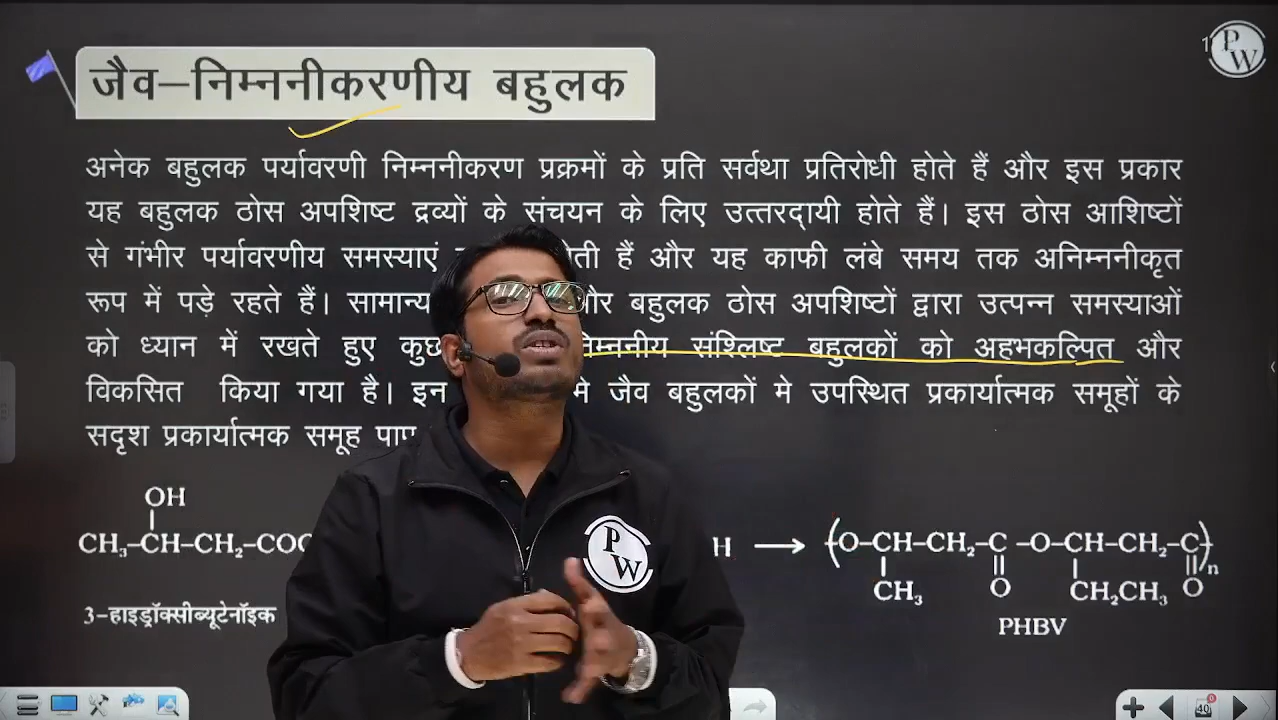 जैव–निम्ननीकरणीय बहुलक
P W
अनेक बहुलक पर्यावरणी निम्ननीकरण प्रक्रमों के प्रति सर्वथा प्रतिरोधी होते हैं और इस प्रकार
यह बहुलक ठोस अपशिष्ट द्रव्यों के संचयन के लिए उत्तरदायी होते हैं। इस ठोस आशिष्टों
से गंभीर पर्यावरणीय समस्याएं हैं और यह काफी लंबे समय तक अनिम्ननीकृत
रूप में पड़े रहते हैं। सामान्य और बहुलक ठोस अपशिष्टों द्वारा उत्पन्न समस्याओं
को ध्यान में रखते हुए कुछ संश्लिष्ट बहुलकों को अहभकल्पित और
विकसित किया गया है। इन मे जैव बहुलकों मे उपस्थित प्रकार्यात्मक समूहों के
सदृश प्रकार्यात्मक समूह
OH
CH₃–CH–CH₂–COO H → (O–CH–CH₂–C–O–CH–CH₂–C)n
CH₃ O CH₂CH₃ O
3–हाइड्रॉक्सीब्यूटेनॉइक
PHBV
P W
40